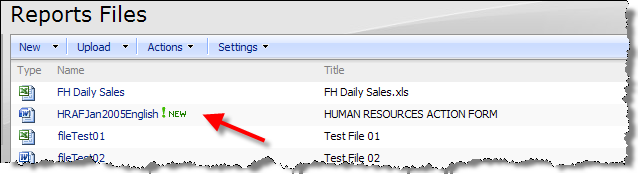 Reports Files
New Upload Actions Settings
Type Name Title
FH Daily Sales FH Daily Sales.xls
HRAFJan2005English ! NEW HUMAN RESOURCES ACTION FORM
fileTest01 Test File 01
fileTest02 Test File 02